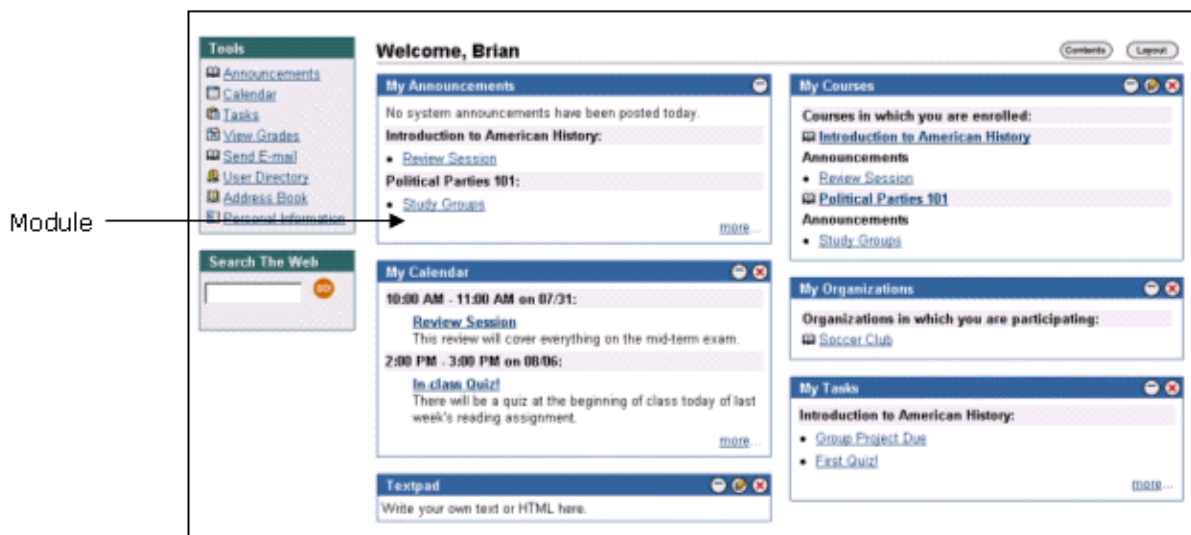 Module
Tools
Announcements
Calendar
Tasks
View Grades
Send E-mail
User Directory
Address Book
Personal Information
Search The Web
GO!
Welcome, Brian
Contents
Layout
My Announcements
No system announcements have been posted today.
Introduction to American History:
• Review Session
Political Parties 101:
• Study Groups
more...
My Calendar
10:00 AM - 11:00 AM on 07/31:
Review Session
This review will cover everything on the mid-term exam.
2:00 PM - 3:00 PM on 08/06:
In-class Quiz!
There will be a quiz at the beginning of class today of last
week's reading assignment.
more...
Textpad
Write your own text or HTML here.
My Courses
Courses in which you are enrolled:
Introduction to American History
Announcements
• Review Session
Political Parties 101
Announcements
• Study Groups
My Organizations
Organizations in which you are participating:
Soccer Club
My Tasks
Introduction to American History:
• Group Project Due
• First Quiz!
more...